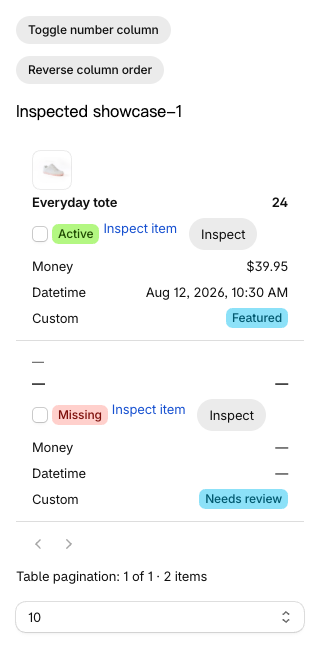 Toggle number column
Reverse column order
Inspected showcase-1
Everyday tote 24
Active Inspect item Inspect
Money $39.95
Datetime Aug 12, 2026, 10:30 AM
Custom Featured
—
— —
Missing Inspect item Inspect
Money —
Datetime —
Custom Needs review
Table pagination: 1 of 1 · 2 items
10